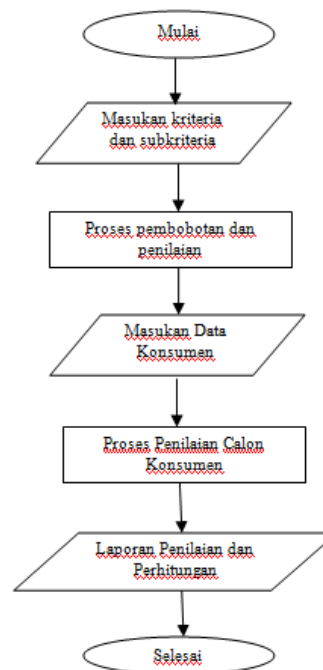 Mulai
Masukan kriteria
dan subkriteria
Proses pembobotan dan
penilaian
Masukan Data
Konsumen
Proses Penilaian Calon
Konsumen
Laporan Penilaian dan
Perhitungan
Selesai